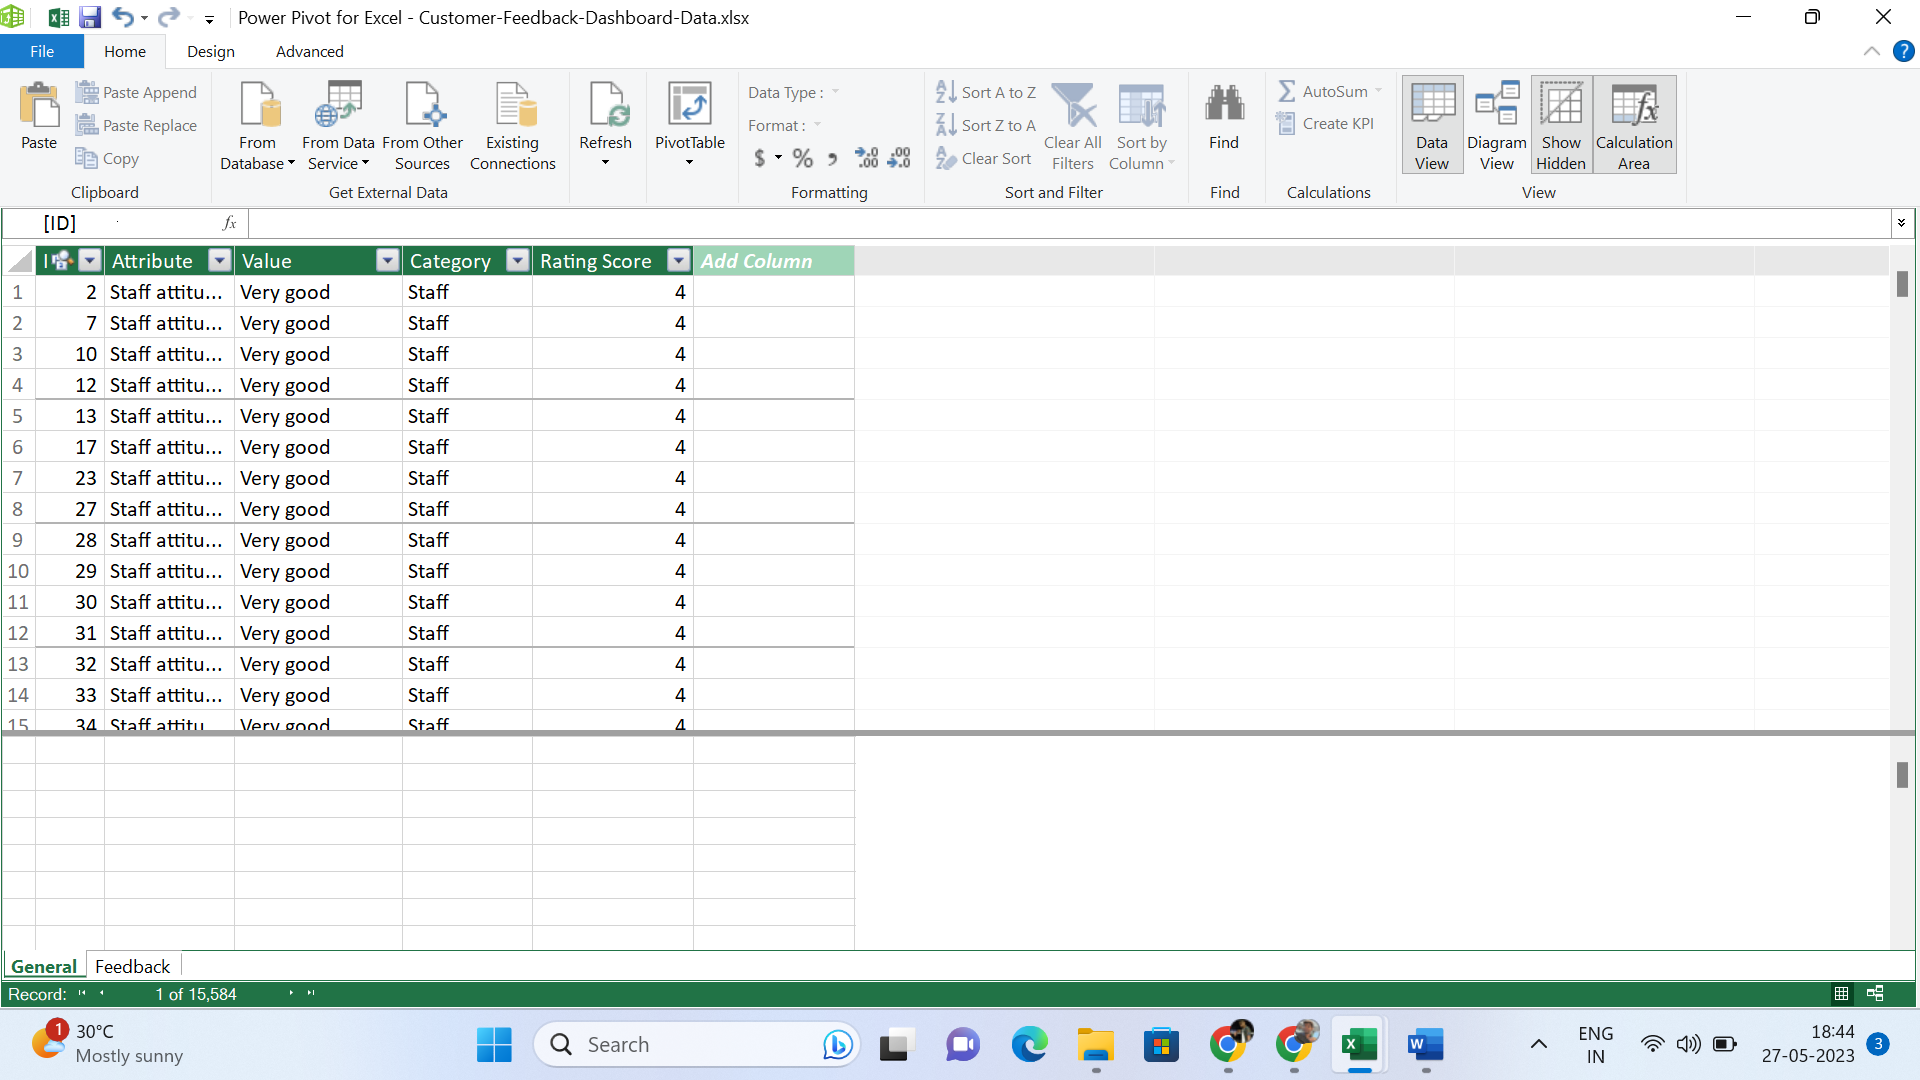 Power Pivot for Excel - Customer-Feedback-Dashboard-Data.xlsx
File Home Design Advanced
Paste
Paste Append
Paste Replace
Copy
Clipboard
From Database
From Data Service
From Other Sources
Existing Connections
Get External Data
Refresh
PivotTable
Data Type :
Format :
$ % , .00 .00
Formatting
Sort A to Z
Sort Z to A
Clear Sort
Clear All Filters
Sort by Column
Sort and Filter
Find
Find
AutoSum
Create KPI
Calculations
Data View
Diagram View
Show Hidden
Calculation Area
View
[ID] fx
I Attribute Value Category Rating Score Add Column
1 2 Staff attitu... Very good Staff 4
2 7 Staff attitu... Very good Staff 4
3 10 Staff attitu... Very good Staff 4
4 12 Staff attitu... Very good Staff 4
5 13 Staff attitu... Very good Staff 4
6 17 Staff attitu... Very good Staff 4
7 23 Staff attitu... Very good Staff 4
8 27 Staff attitu... Very good Staff 4
9 28 Staff attitu... Very good Staff 4
10 29 Staff attitu... Very good Staff 4
11 30 Staff attitu... Very good Staff 4
12 31 Staff attitu... Very good Staff 4
13 32 Staff attitu... Very good Staff 4
14 33 Staff attitu... Very good Staff 4
15 34 Staff attitu... Very good Staff 4
General Feedback
Record: 1 of 15,584
1 30°C
Mostly sunny
Search
ENG
IN
18:44
27-05-2023
3